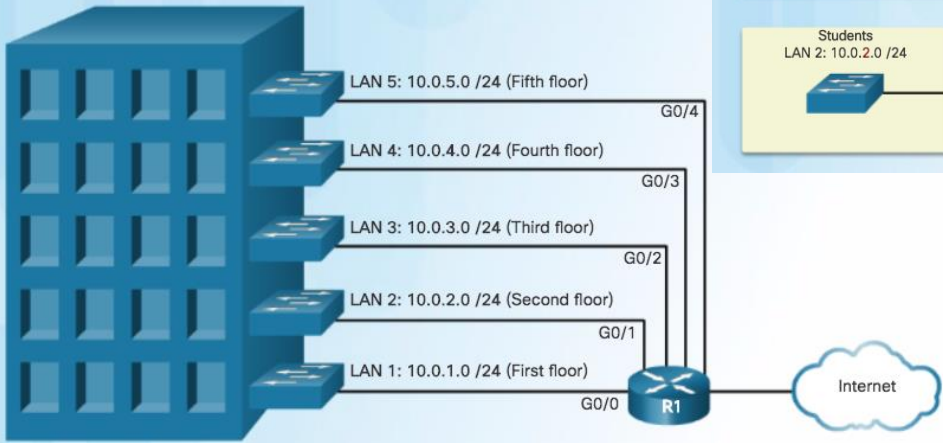 Students
LAN 2: 10.0.2.0 /24
LAN 5: 10.0.5.0 /24 (Fifth floor)
G0/4
LAN 4: 10.0.4.0 /24 (Fourth floor)
G0/3
LAN 3: 10.0.3.0 /24 (Third floor)
G0/2
LAN 2: 10.0.2.0 /24 (Second floor)
G0/1
LAN 1: 10.0.1.0 /24 (First floor)
G0/0
R1
Internet